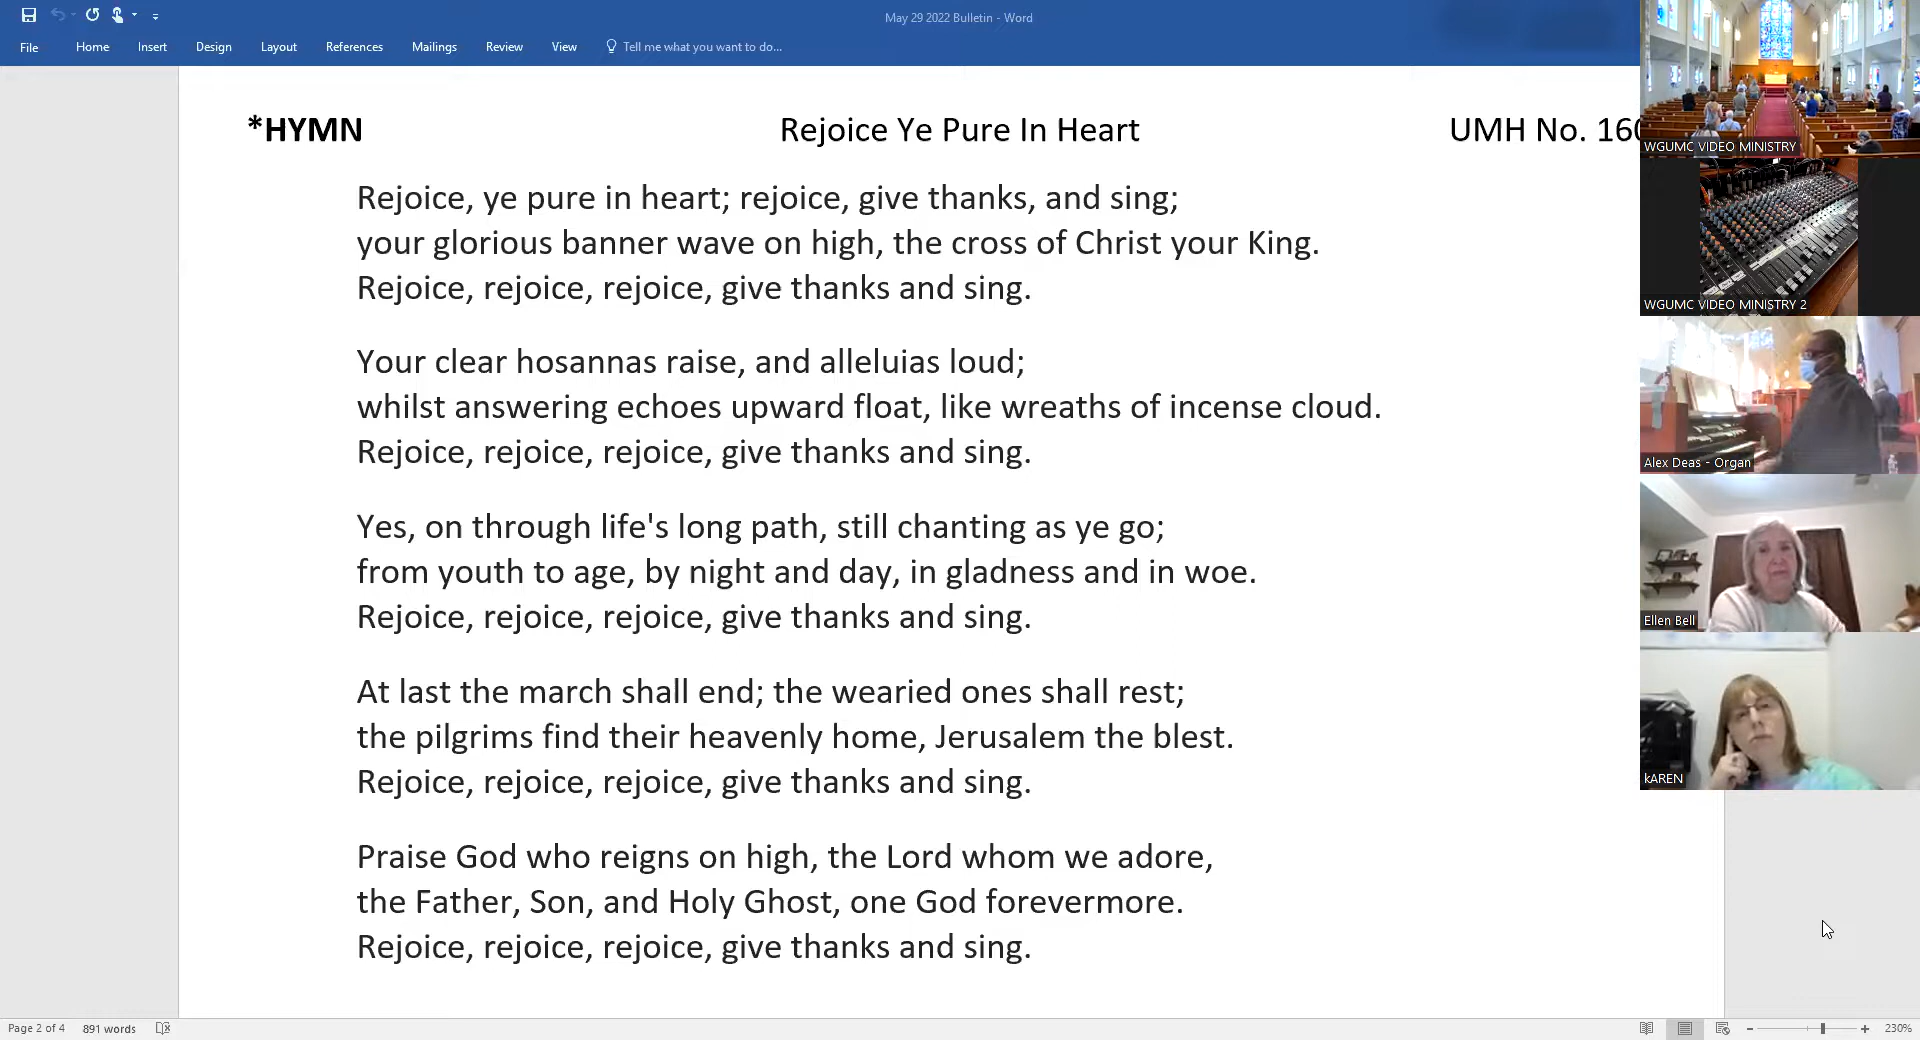 May 29 2022 Bulletin - Word
File Home Insert Design Layout References Mailings Review View Tell me what you want to do...
*HYMN Rejoice Ye Pure In Heart UMH No. 160
Rejoice, ye pure in heart; rejoice, give thanks, and sing;
your glorious banner wave on high, the cross of Christ your King.
Rejoice, rejoice, rejoice, give thanks and sing.
Your clear hosannas raise, and alleluias loud;
whilst answering echoes upward float, like wreaths of incense cloud.
Rejoice, rejoice, rejoice, give thanks and sing.
Yes, on through life's long path, still chanting as ye go;
from youth to age, by night and day, in gladness and in woe.
Rejoice, rejoice, rejoice, give thanks and sing.
At last the march shall end; the wearied ones shall rest;
the pilgrims find their heavenly home, Jerusalem the blest.
Rejoice, rejoice, rejoice, give thanks and sing.
Praise God who reigns on high, the Lord whom we adore,
the Father, Son, and Holy Ghost, one God forevermore.
Rejoice, rejoice, rejoice, give thanks and sing.
WGUMC VIDEO MINISTRY
WGUMC VIDEO MINISTRY 2
Alex Deas - Organ
Ellen Bell
kAREN
Page 2 of 4 891 words 230%